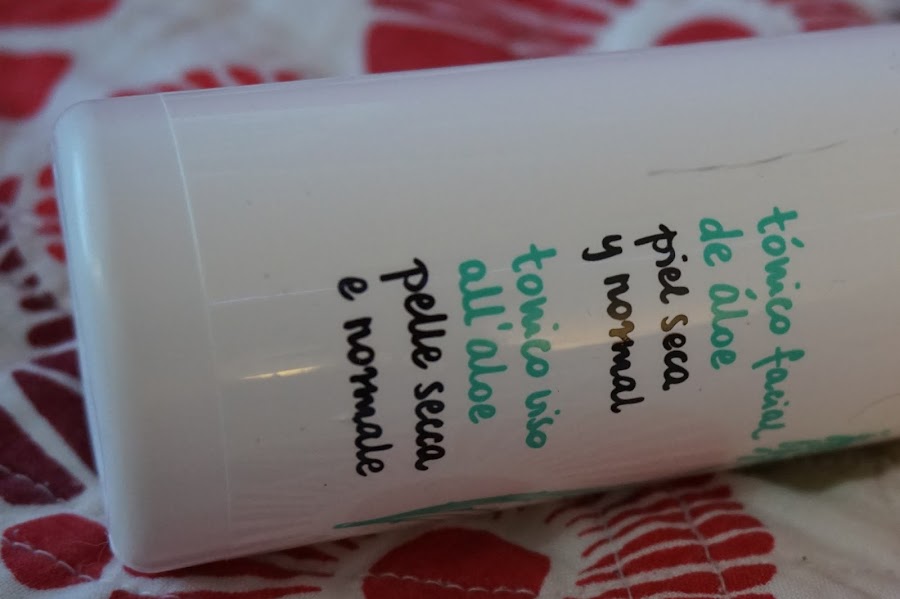 tónico facial
de áloe
piel seca
y normal
tonico viso
all'aloe
pelle secca
e normale